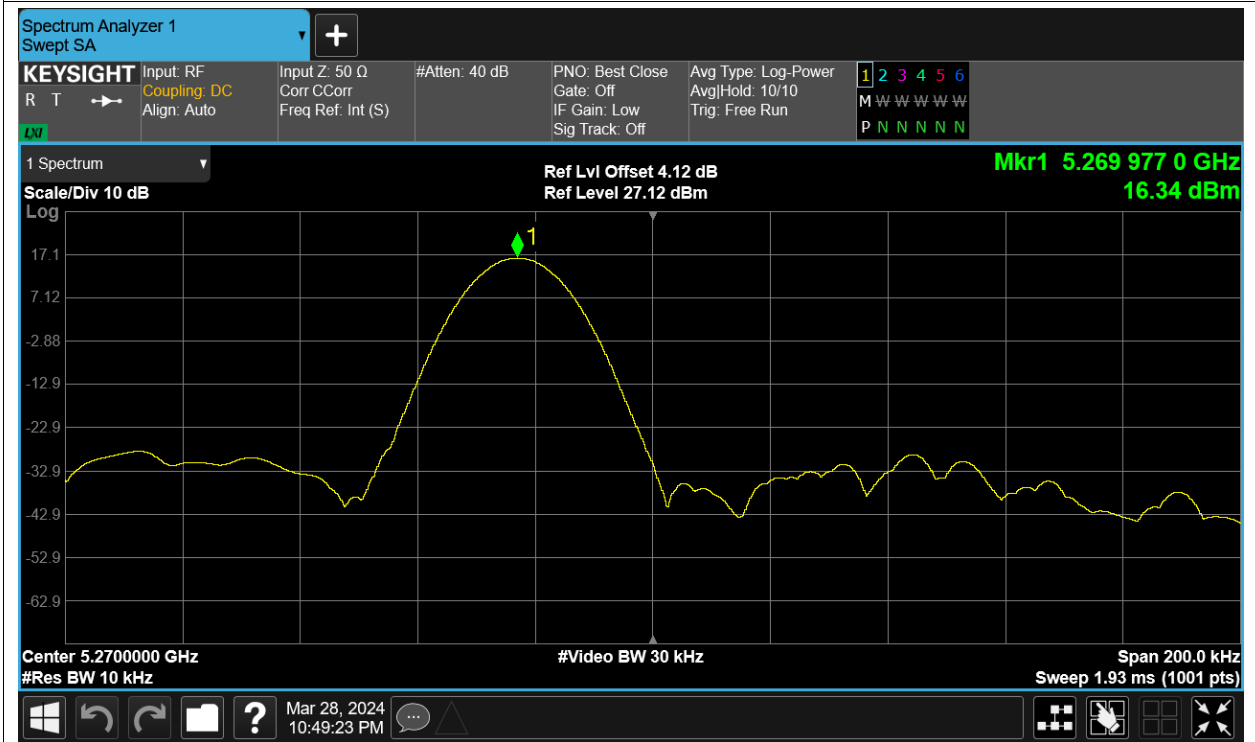 Spectrum Analyzer 1
Swept SA
+
KEYSIGHT
R T
LXI
Input: RF
Coupling: DC
Align: Auto
Input Z: 50 Ω
Corr CCorr
Freq Ref: Int (S)
#Atten: 40 dB
PNO: Best Close
Gate: Off
IF Gain: Low
Sig Track: Off
Avg Type: Log-Power
Avg|Hold: 10/10
Trig: Free Run
1 2 3 4 5 6
M W W W W W
P N N N N N
1 Spectrum
Scale/Div 10 dB
Log
Ref Lvl Offset 4.12 dB
Ref Level 27.12 dBm
Mkr1 5.269 977 0 GHz
16.34 dBm
1
17.1
7.12
-2.88
-12.9
-22.9
-32.9
-42.9
-52.9
-62.9
Center 5.2700000 GHz
#Res BW 10 kHz
#Video BW 30 kHz
Span 200.0 kHz
Sweep 1.93 ms (1001 pts)
?
Mar 28, 2024
10:49:23 PM